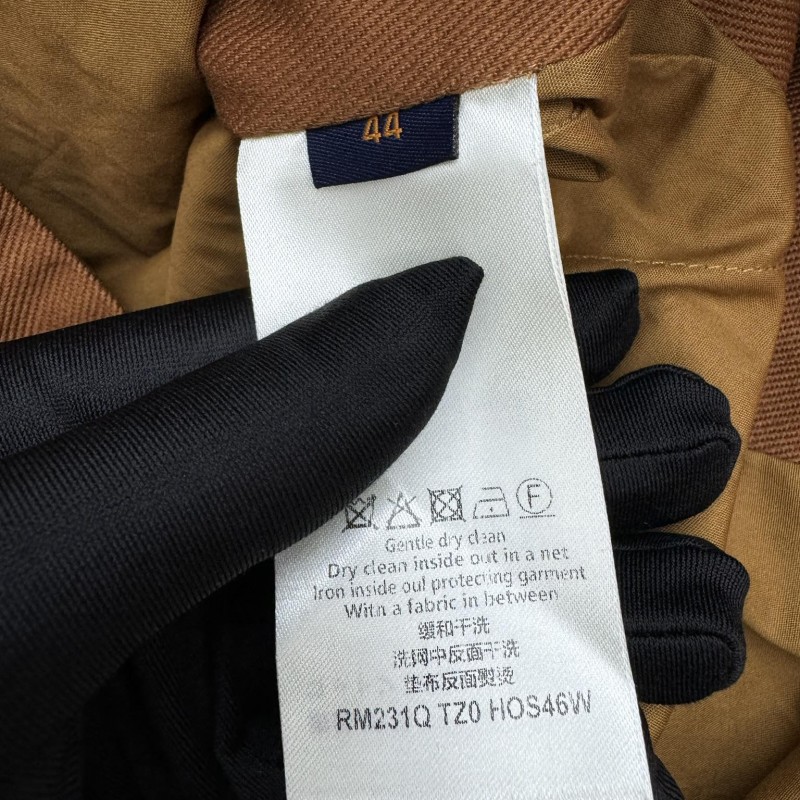 44
F
Gentle dry clean
Dry clean inside out in a net
Iron inside oul protecting garment
With a fabric in between
缓和干洗
洗网中反面干洗
垫布反面熨烫
RM231Q TZ0 HOS46W